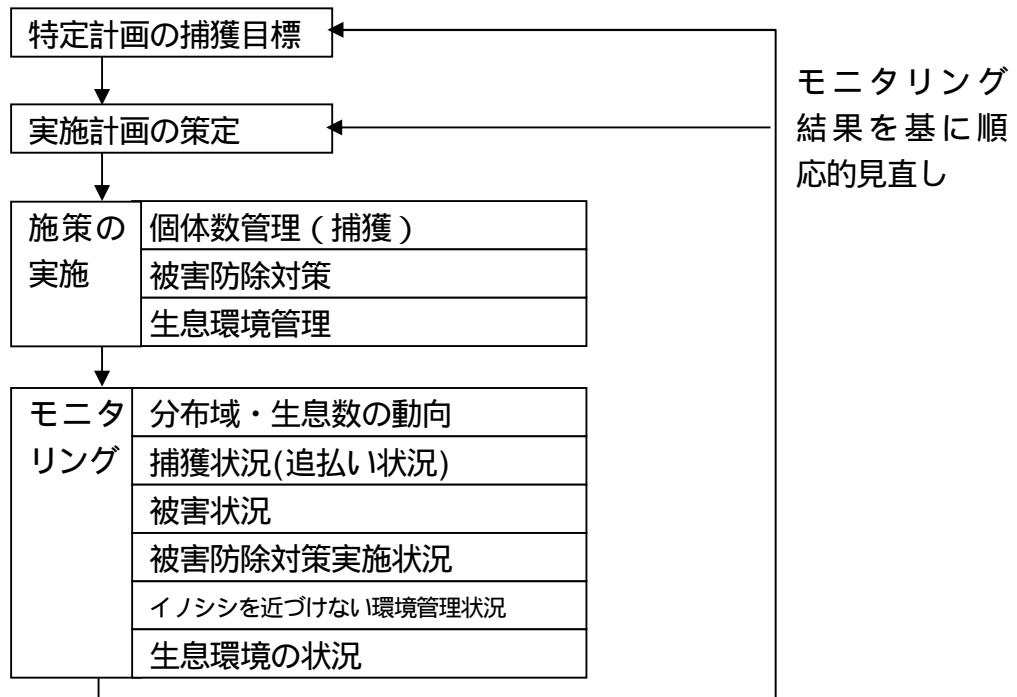 特定計画の捕獲目標
実施計画の策定
モニタリング
結果を基に順
応的見直し
施策の
実施
個体数管理（捕獲）
被害防除対策
生息環境管理
モニタ
リング
分布域・生息数の動向
捕獲状況(追払い状況)
被害状況
被害防除対策実施状況
イノシシを近づけない環境管理状況
生息環境の状況